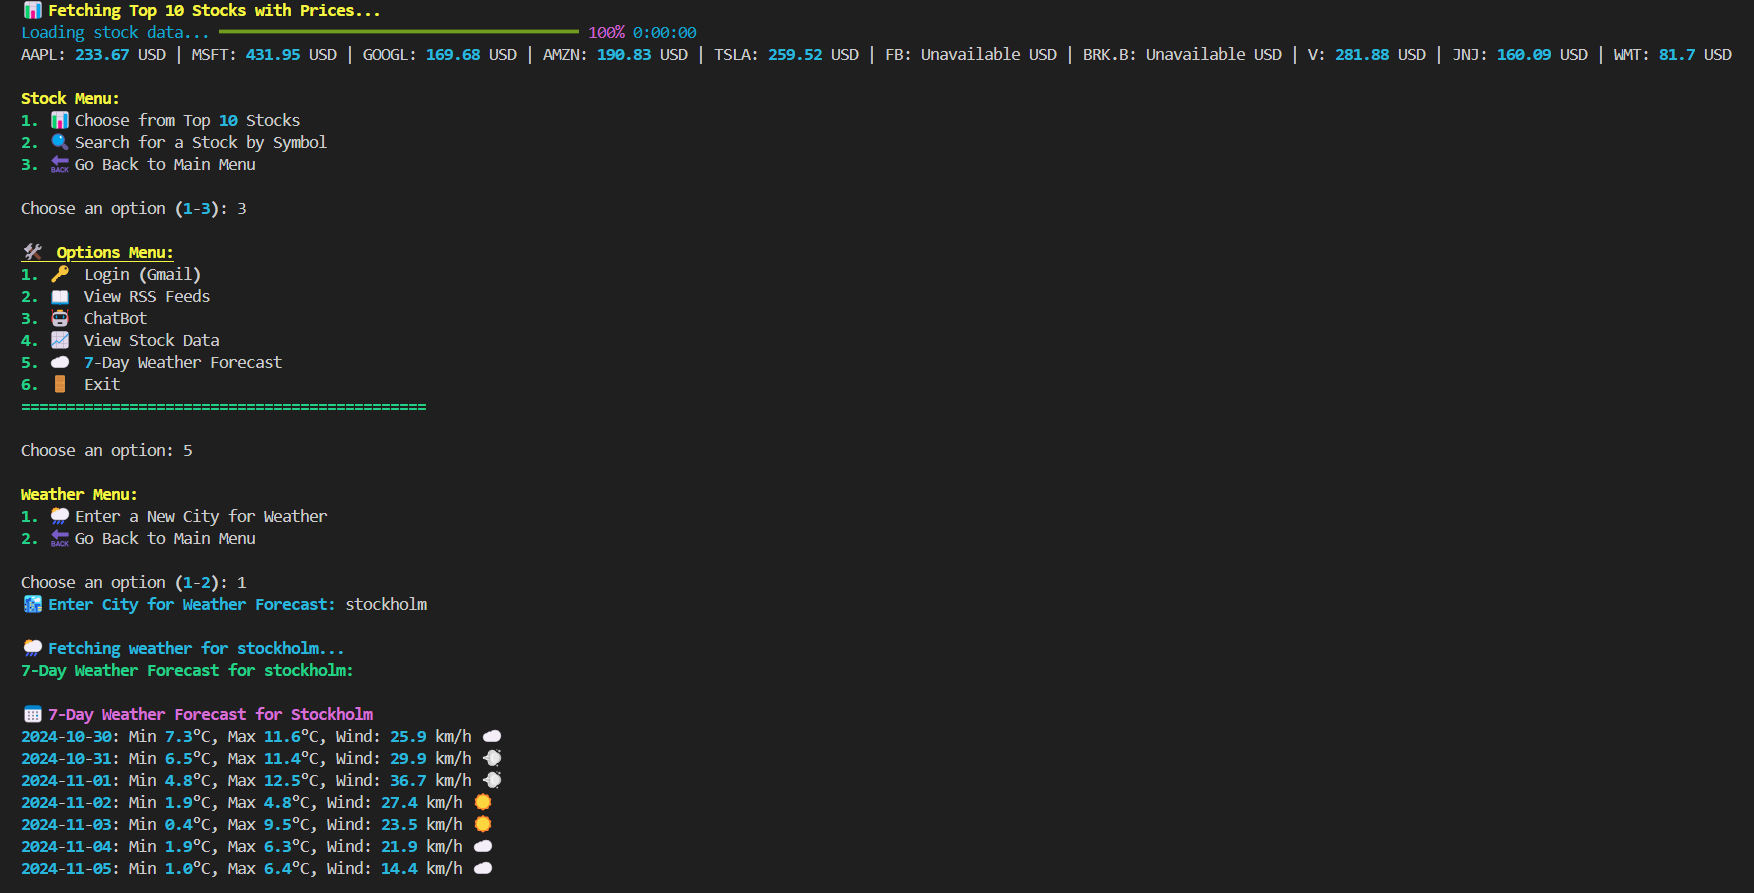 Fetching Top 10 Stocks with Prices...
Loading stock data... 100% 0:00:00
AAPL: 233.67 USD | MSFT: 431.95 USD | GOOGL: 169.68 USD | AMZN: 190.83 USD | TSLA: 259.52 USD | FB: Unavailable USD | BRK.B: Unavailable USD | V: 281.88 USD | JNJ: 160.09 USD | WMT: 81.7 USD
Stock Menu:
1. Choose from Top 10 Stocks
2. Search for a Stock by Symbol
3. BACK Go Back to Main Menu
Choose an option (1-3): 3
Options Menu:
1. Login (Gmail)
2. View RSS Feeds
3. ChatBot
4. View Stock Data
5. 7-Day Weather Forecast
6. Exit
=============================================
Choose an option: 5
Weather Menu:
1. Enter a New City for Weather
2. BACK Go Back to Main Menu
Choose an option (1-2): 1
Enter City for Weather Forecast: stockholm
Fetching weather for stockholm...
7-Day Weather Forecast for stockholm:
7-Day Weather Forecast for Stockholm
2024-10-30: Min 7.3°C, Max 11.6°C, Wind: 25.9 km/h
2024-10-31: Min 6.5°C, Max 11.4°C, Wind: 29.9 km/h
2024-11-01: Min 4.8°C, Max 12.5°C, Wind: 36.7 km/h
2024-11-02: Min 1.9°C, Max 4.8°C, Wind: 27.4 km/h
2024-11-03: Min 0.4°C, Max 9.5°C, Wind: 23.5 km/h
2024-11-04: Min 1.9°C, Max 6.3°C, Wind: 21.9 km/h
2024-11-05: Min 1.0°C, Max 6.4°C, Wind: 14.4 km/h